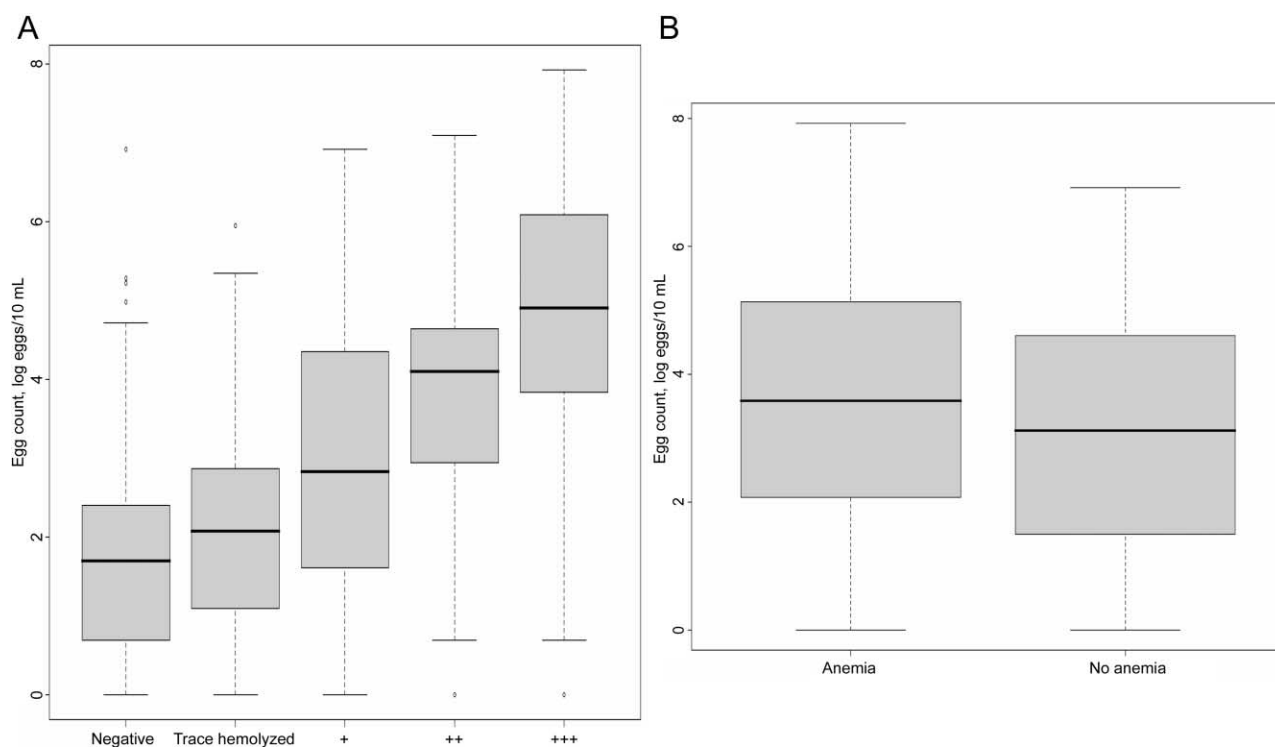 A
Egg count, log eggs/10 mL
8
6
4
2
0
Negative Trace hemolyzed + ++ +++
B
Egg count, log eggs/10 mL
8
6
4
2
0
Anemia No anemia